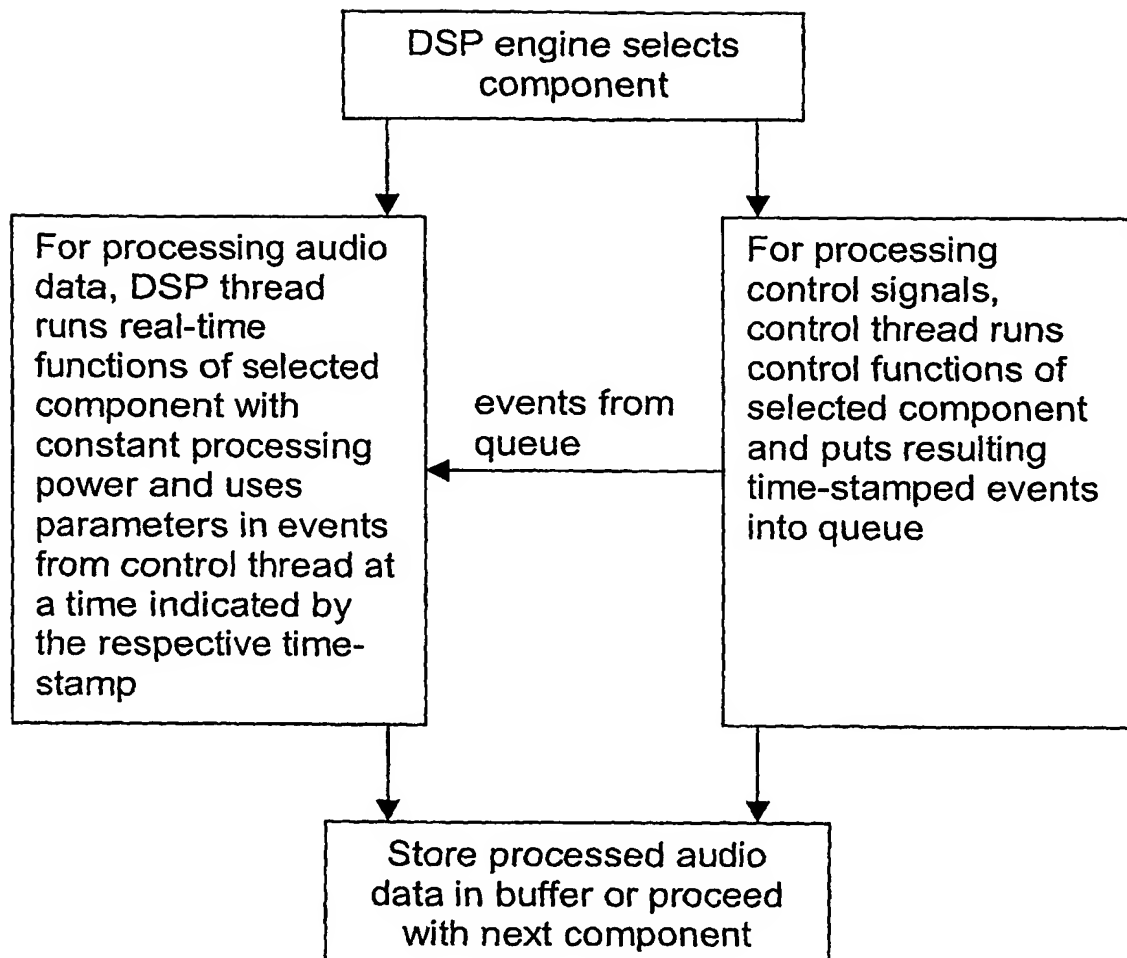 DSP engine selects
component
For processing audio
data, DSP thread
runs real-time
functions of selected
component with
constant processing
power and uses
parameters in events
from control thread at
a time indicated by
the respective time-
stamp
events from
queue
For processing
control signals,
control thread runs
control functions of
selected component
and puts resulting
time-stamped events
into queue
Store processed audio
data in buffer or proceed
with next component